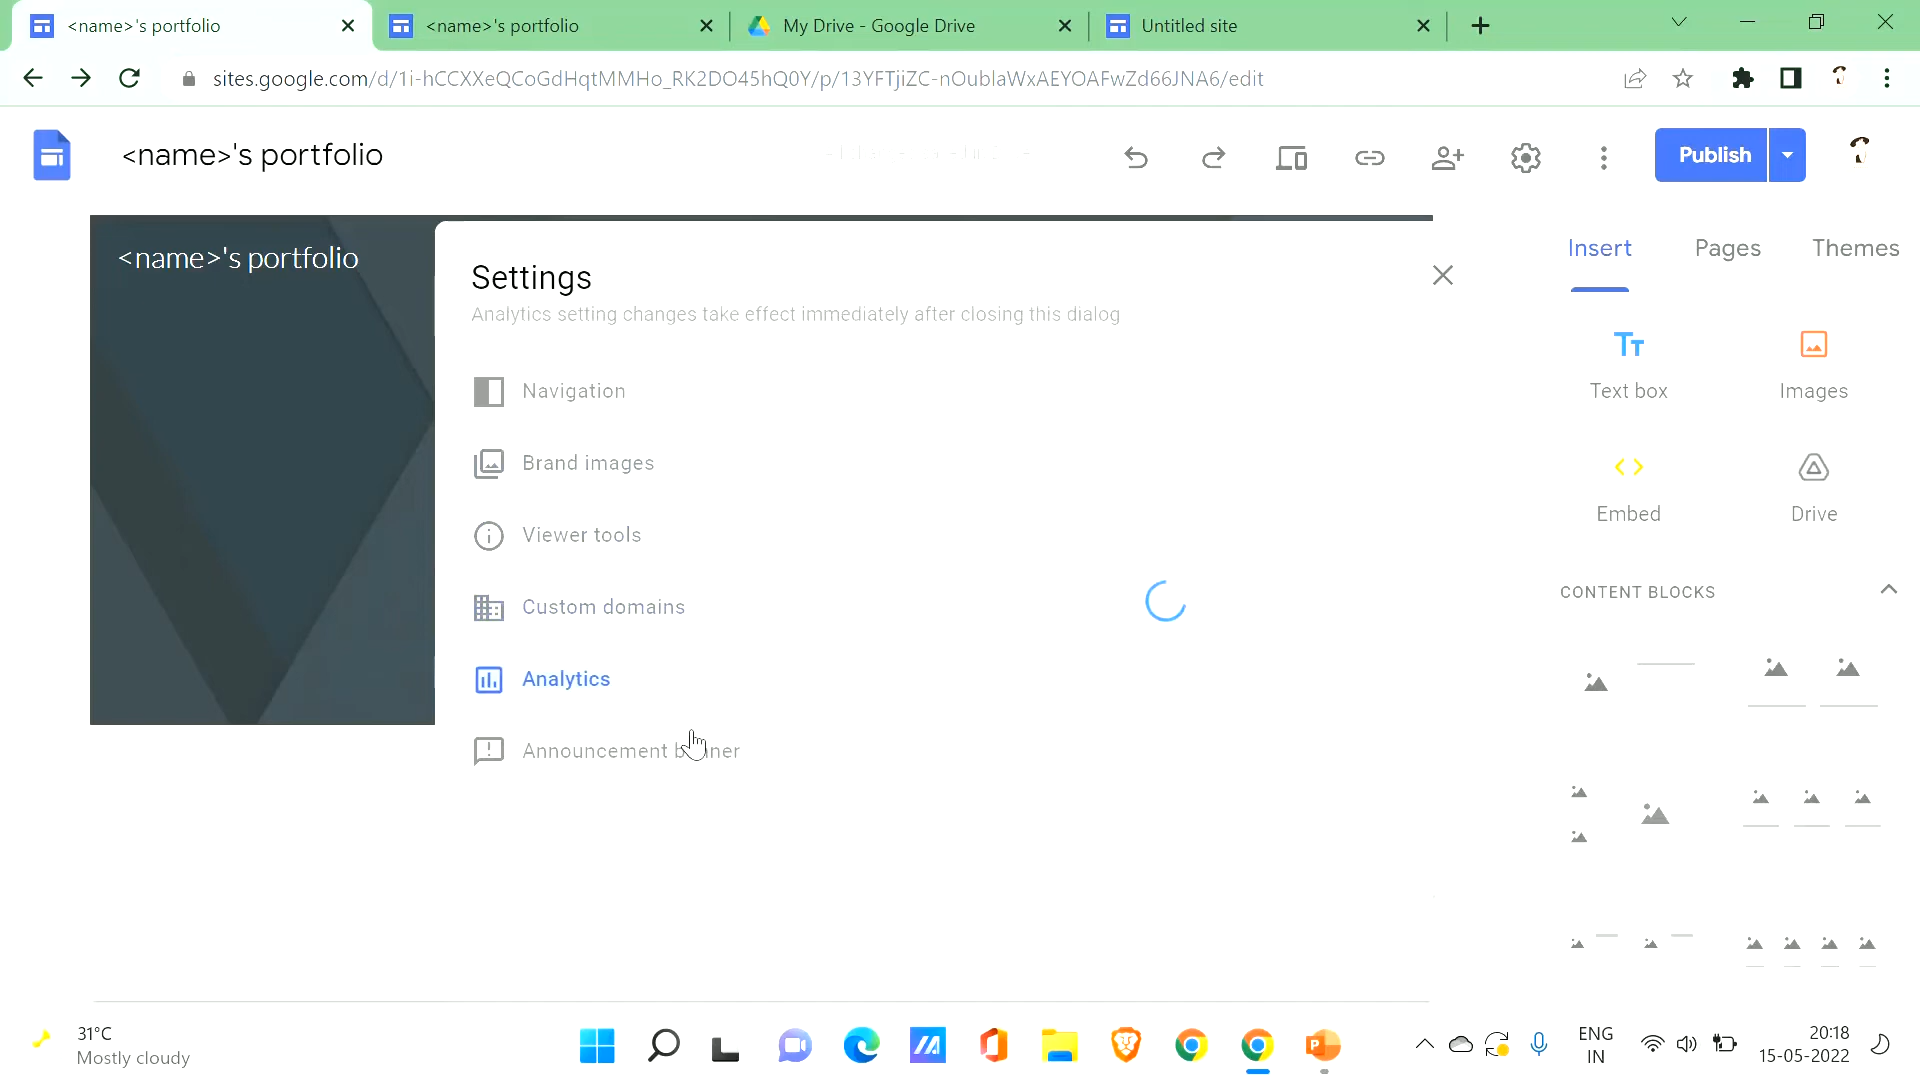 <name>'s portfolio
<name>'s portfolio
My Drive - Google Drive
Untitled site
sites.google.com/d/1i-hCCXXeQCoGdHqtMMHo_RK2DO45hQ0Y/p/13YFTjiZC-nOublaWxAEYOAFwZd66JNA6/edit
<name>'s portfolio
Publish
<name>'s portfolio
Settings
Analytics setting changes take effect immediately after closing this dialog
Navigation
Brand images
Viewer tools
Custom domains
Analytics
Announcement
Insert
Pages
Themes
Text box
Images
Embed
Drive
CONTENT BLOCKS
31°C
Mostly cloudy
ENG
IN
20:18
15-05-2022